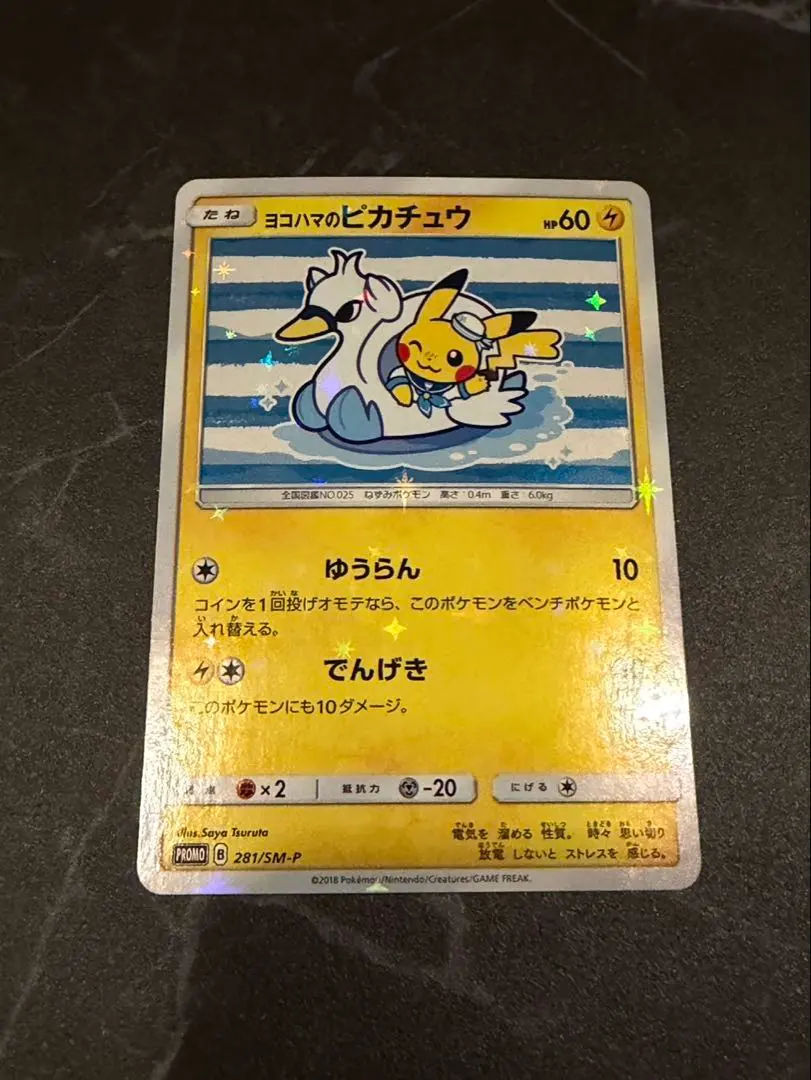 たね ヨコハマのピカチュウ HP60
全国図鑑NO.025 ねずみポケモン 高さ:0.4m 重さ:6.0kg
ゆうらん 10
コインを1回投げオモテなら、このポケモンをベンチポケモンと
入れ替える。
でんげき
このポケモンにも10ダメージ。
×2 抵抗力 -20 にげる
Illus.Saya Tsuruta
電気を 溜める 性質。 時々 思い切り
放電 しないと ストレスを 感じる。
PROMO B 281/SM-P
©2018 Pokémon/Nintendo/Creatures/GAME FREAK.